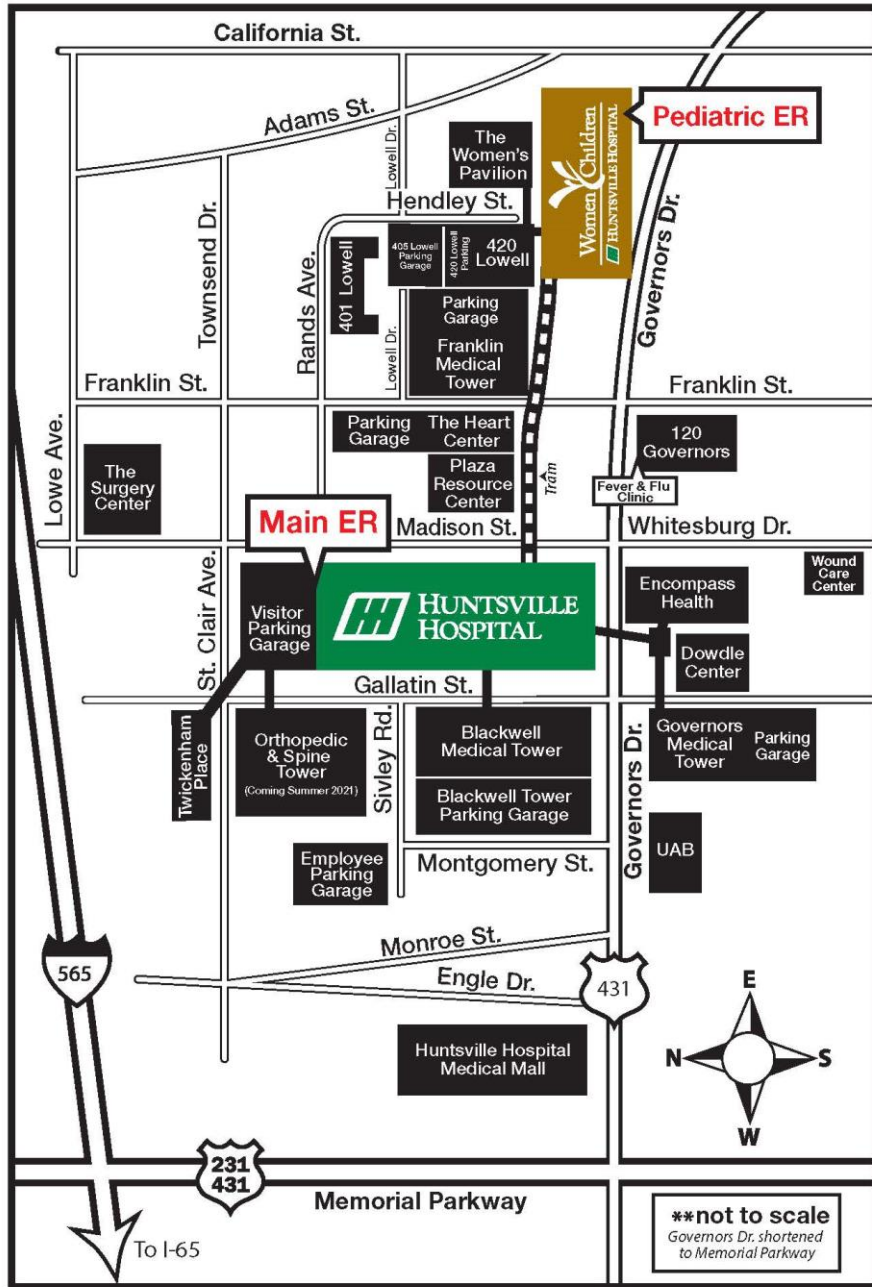 California St.
Adams St.
Lowell Dr.
The
Women's
Pavilion
Women & Children
HUNTSVILLE HOSPITAL
Pediatric ER
Hendley St.
Townsend Dr.
Rands Ave.
401 Lowell
405 Lowell
Parking
Garage
420 Lowell
Parking
420
Lowell
Governors Dr.
Parking
Garage
Franklin
Medical
Tower
Lowell Dr.
Franklin St.
Franklin St.
Lowe Ave.
The
Surgery
Center
Parking
Garage
The Heart
Center
Plaza
Resource
Center
Train
120
Governors
Fever & Flu
Clinic
Main ER
Madison St.
Whitesburg Dr.
St. Clair Ave.
Visitor
Parking
Garage
HUNTSVILLE
HOSPITAL
Encompass
Health
Wound
Care
Center
Dowdle
Center
Gallatin St.
Twickenham
Place
Orthopedic
& Spine
Tower
(Coming Summer 2021)
Sivley Rd.
Blackwell
Medical Tower
Blackwell Tower
Parking Garage
Governors Dr.
Governors
Medical
Tower
Parking
Garage
Montgomery St.
Employee
Parking
Garage
UAB
Monroe St.
Engle Dr.
565
431
Huntsville Hospital
Medical Mall
E
N
S
W
231
431
Memorial Parkway
To I-65
**not to scale
Governors Dr. shortened
to Memorial Parkway